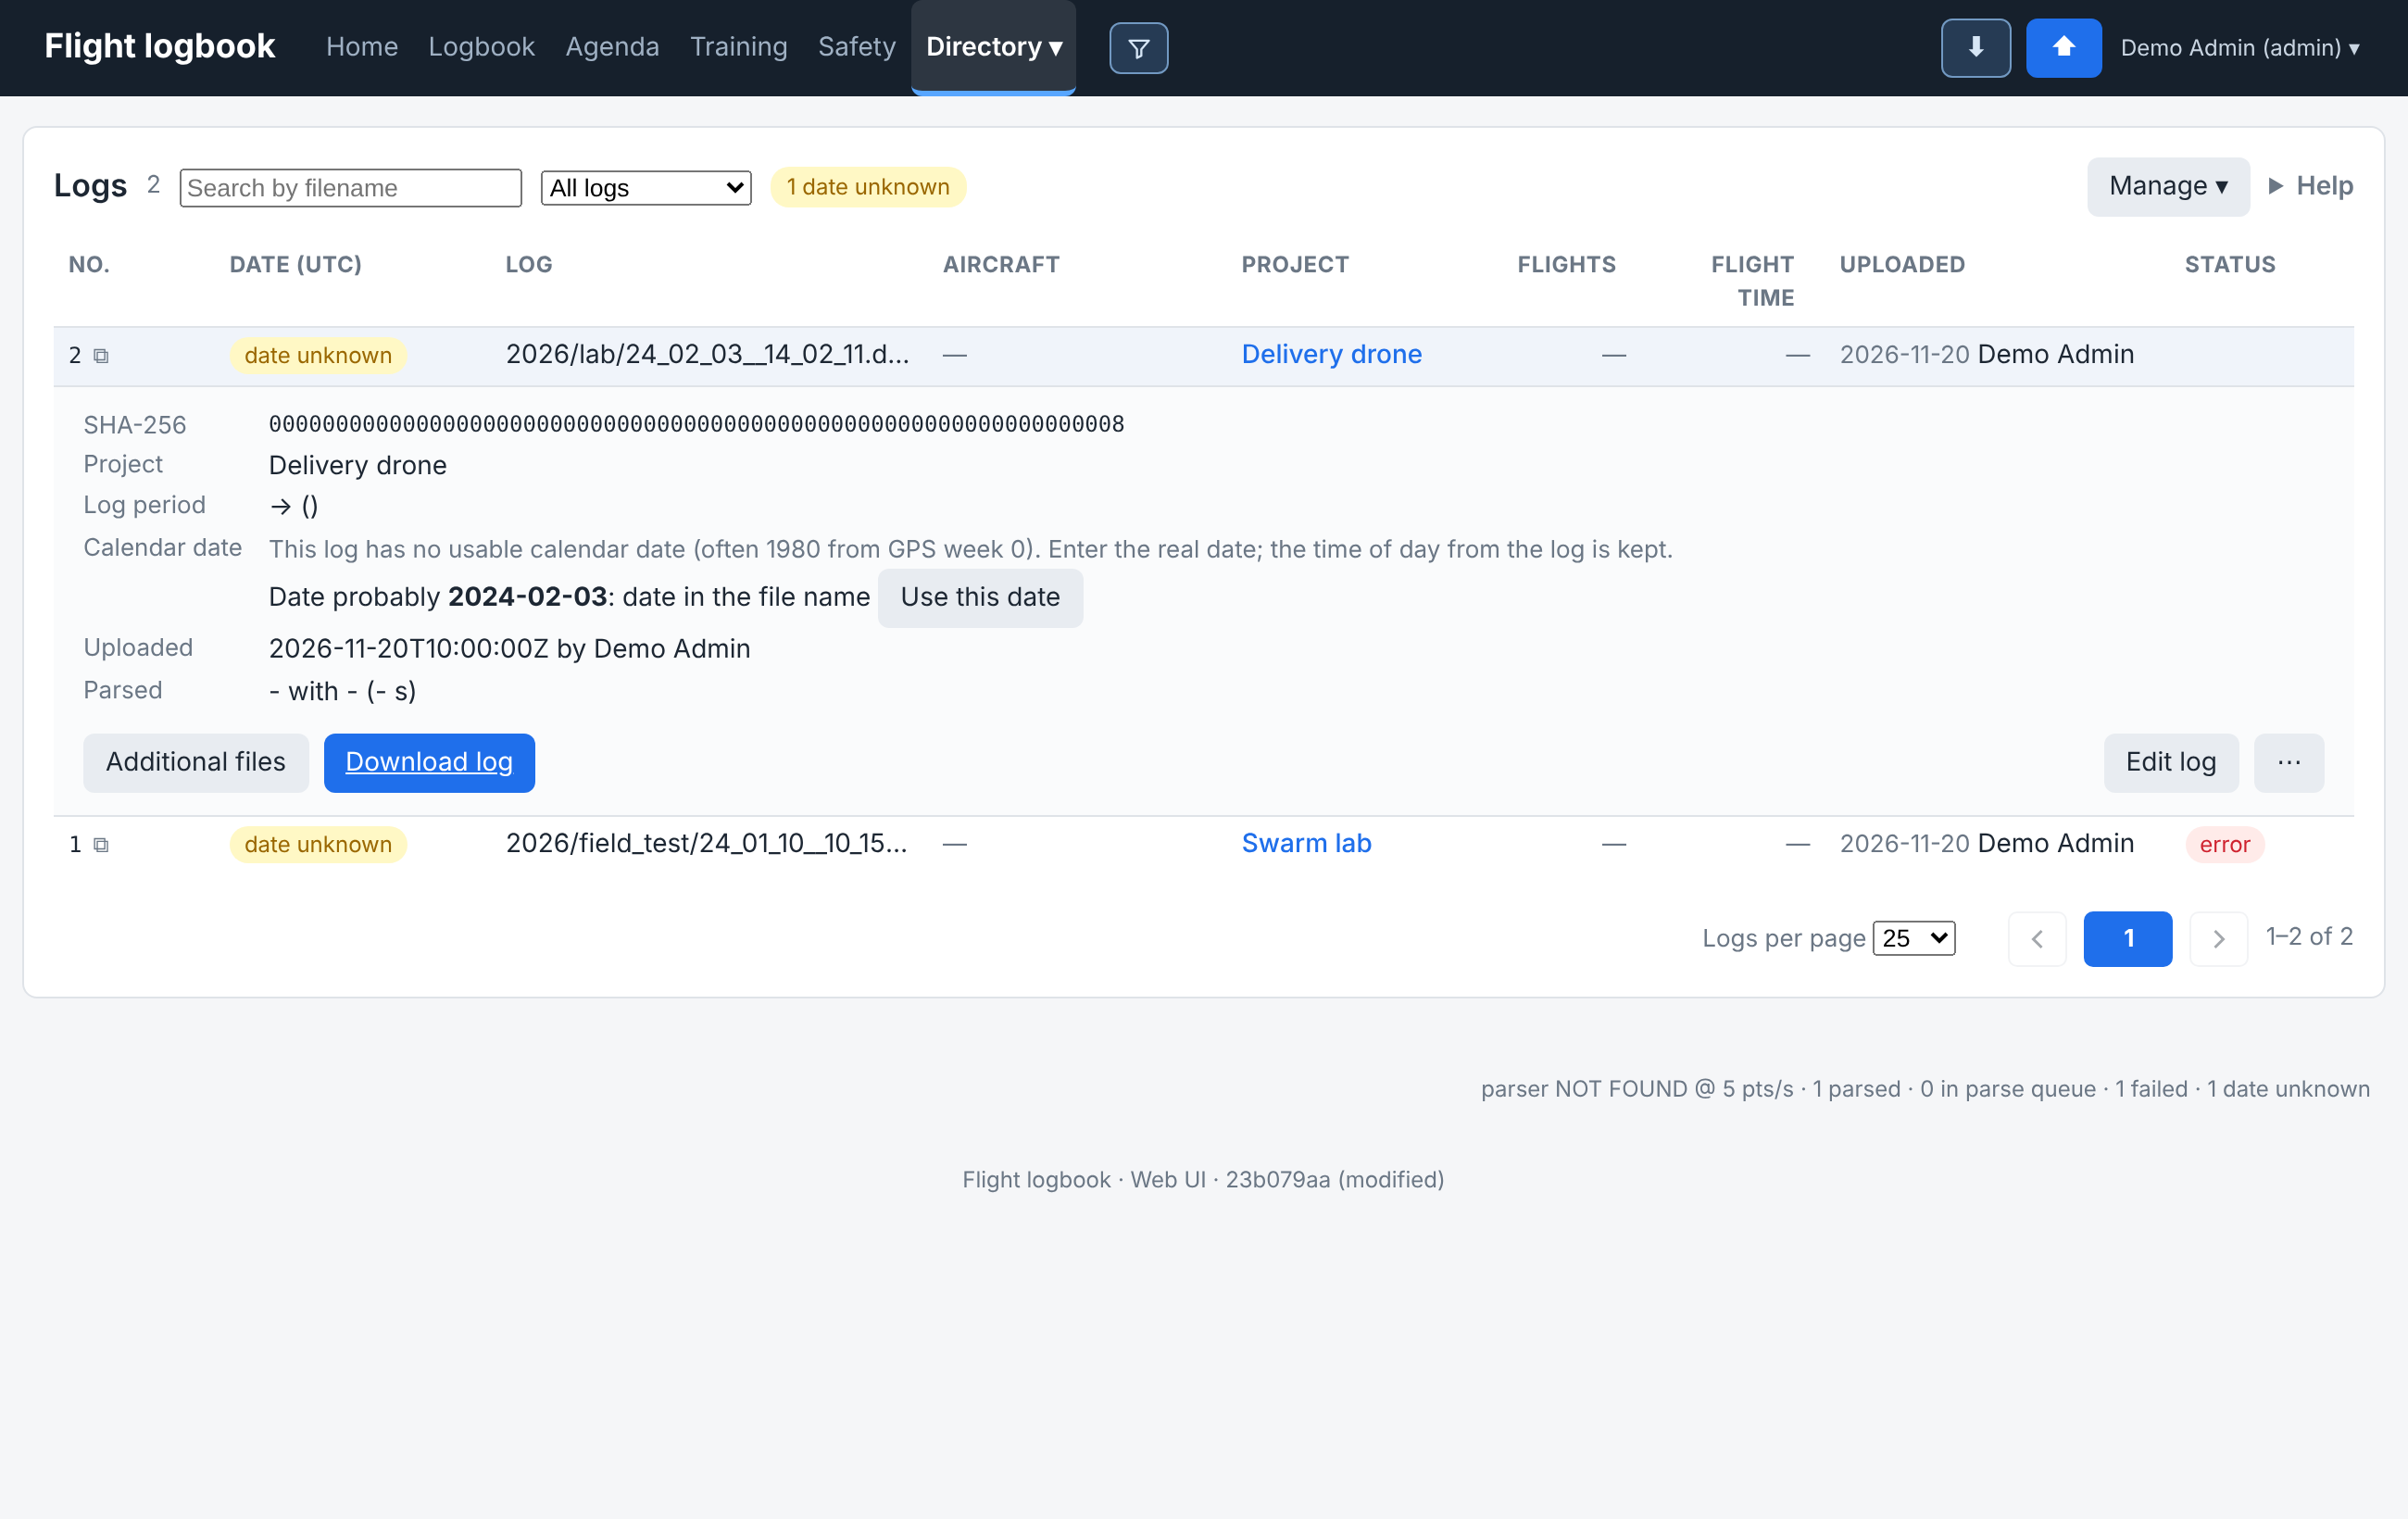 Flight logbook Home Logbook Agenda Training Safety Directory ▾ Demo Admin (admin) ▾
Logs 2 Search by filename All logs 1 date unknown Manage ▾ Help
NO. DATE (UTC) LOG AIRCRAFT PROJECT FLIGHTS FLIGHT TIME UPLOADED STATUS
2 date unknown 2026/lab/24_02_03__14_02_11.d... — Delivery drone — — 2026-11-20 Demo Admin
SHA-256 0000000000000000000000000000000000000000000000000000000000000008
Project Delivery drone
Log period → ()
Calendar date This log has no usable calendar date (often 1980 from GPS week 0). Enter the real date; the time of day from the log is kept.
Date probably 2024-02-03: date in the file name Use this date
Uploaded 2026-11-20T10:00:00Z by Demo Admin
Parsed - with - (- s)
Additional files Download log Edit log ...
1 date unknown 2026/field_test/24_01_10__10_15... — Swarm lab — — 2026-11-20 Demo Admin error
Logs per page 25 1 1–2 of 2
parser NOT FOUND @ 5 pts/s · 1 parsed · 0 in parse queue · 1 failed · 1 date unknown
Flight logbook · Web UI · 23b079aa (modified)